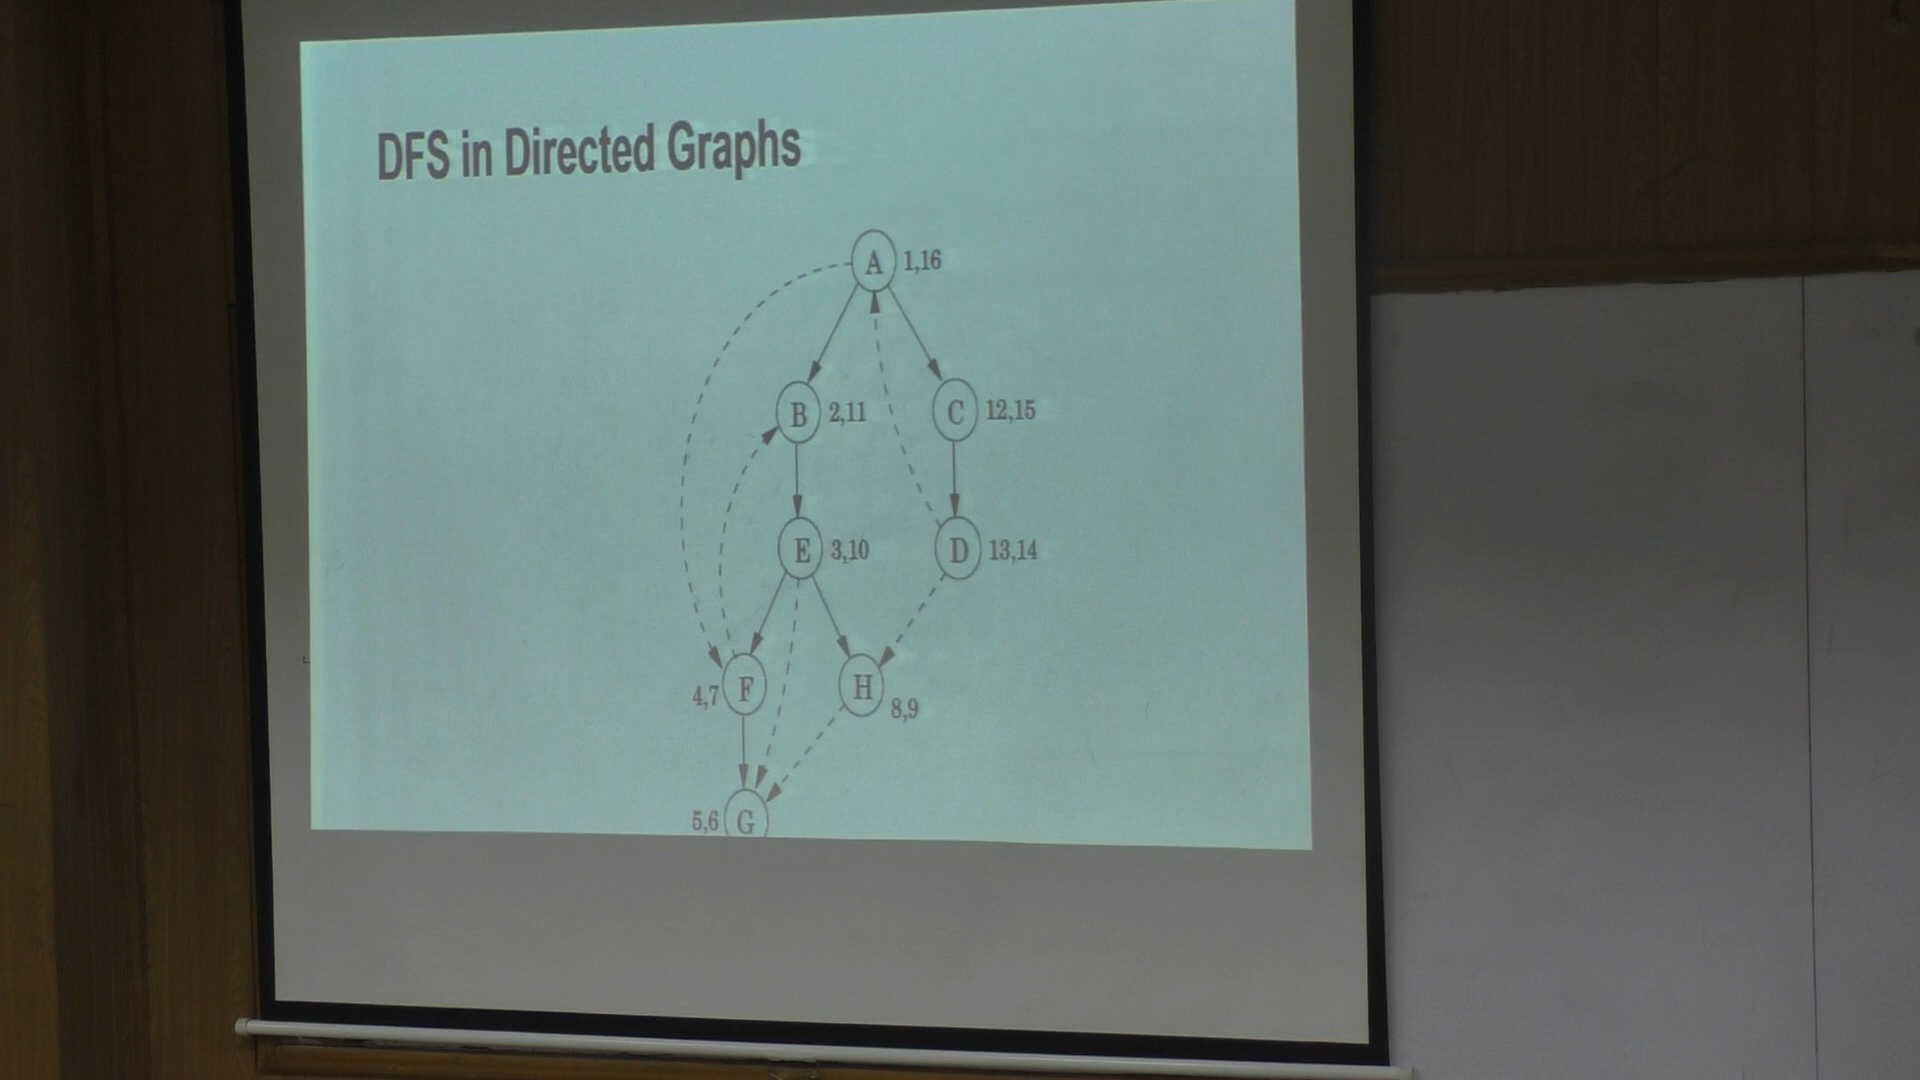 DFS in Directed Graphs
A 1,16
B 2,11
C 12,15
E 3,10
D 13,14
4,7 F
H 8,9
5,6 G